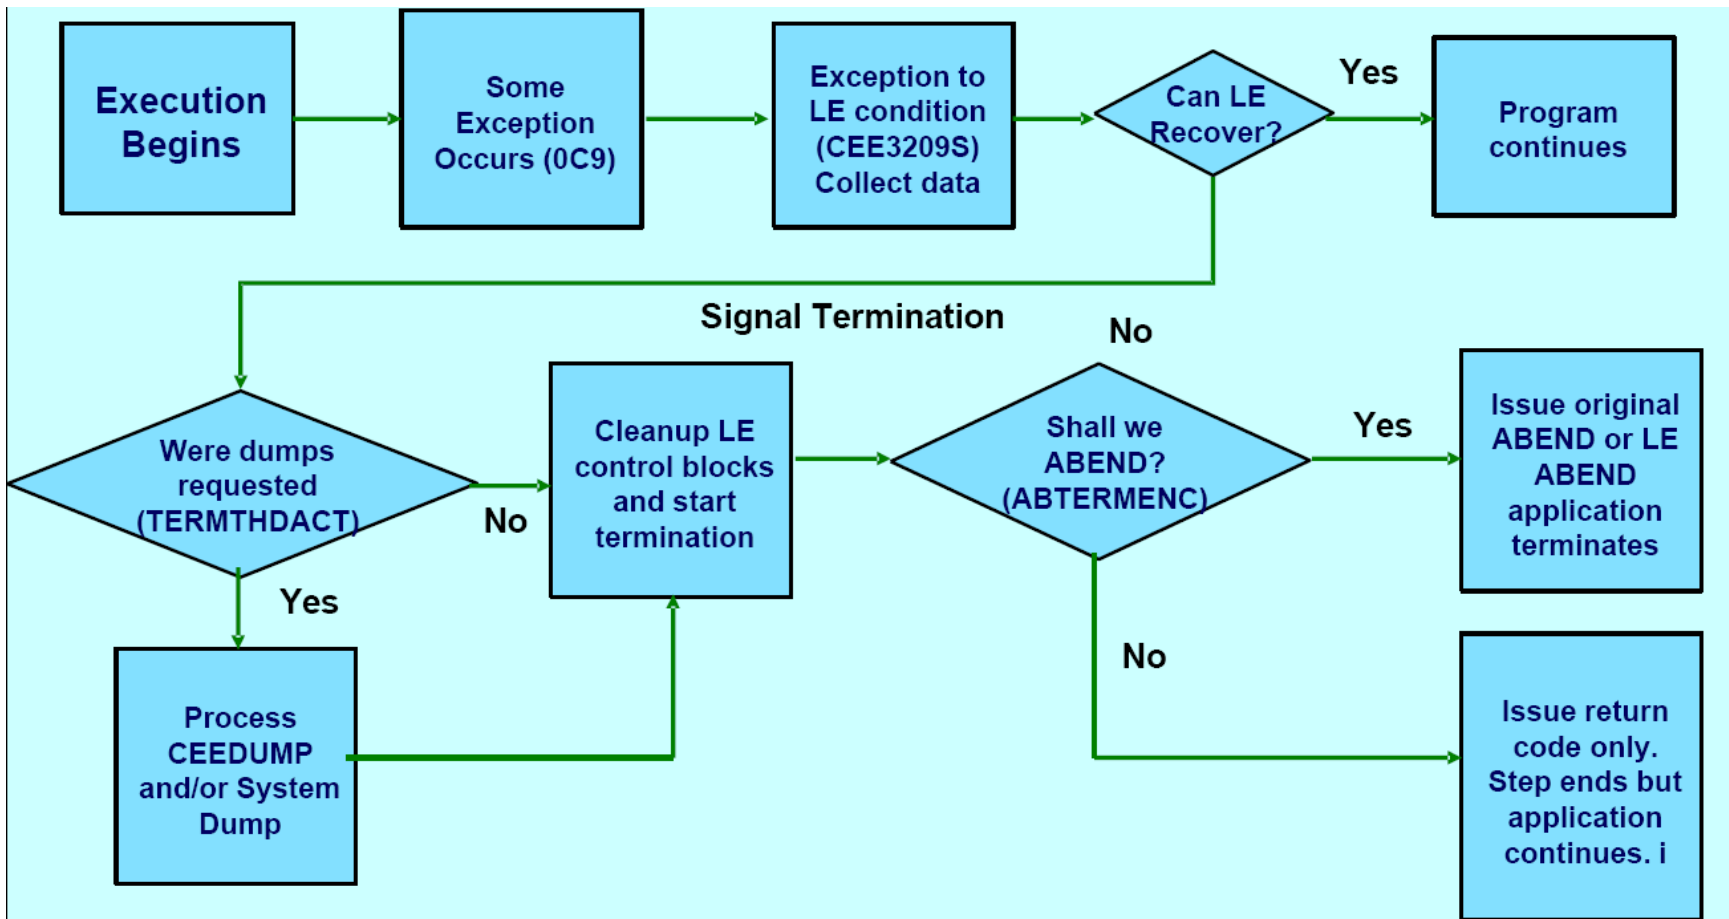 Execution
Begins
Some
Exception
Occurs (0C9)
Exception to
LE condition
(CEE3209S)
Collect data
Can LE
Recover?
Yes
Program
continues
Signal Termination
No
Were dumps
requested
(TERMTHDACT)
No
Yes
Cleanup LE
control blocks
and start
termination
Shall we
ABEND?
(ABTERMENC)
Yes
Issue original
ABEND or LE
ABEND
application
terminates
No
Process
CEEDUMP
and/or System
Dump
Issue return
code only.
Step ends but
application
continues. i